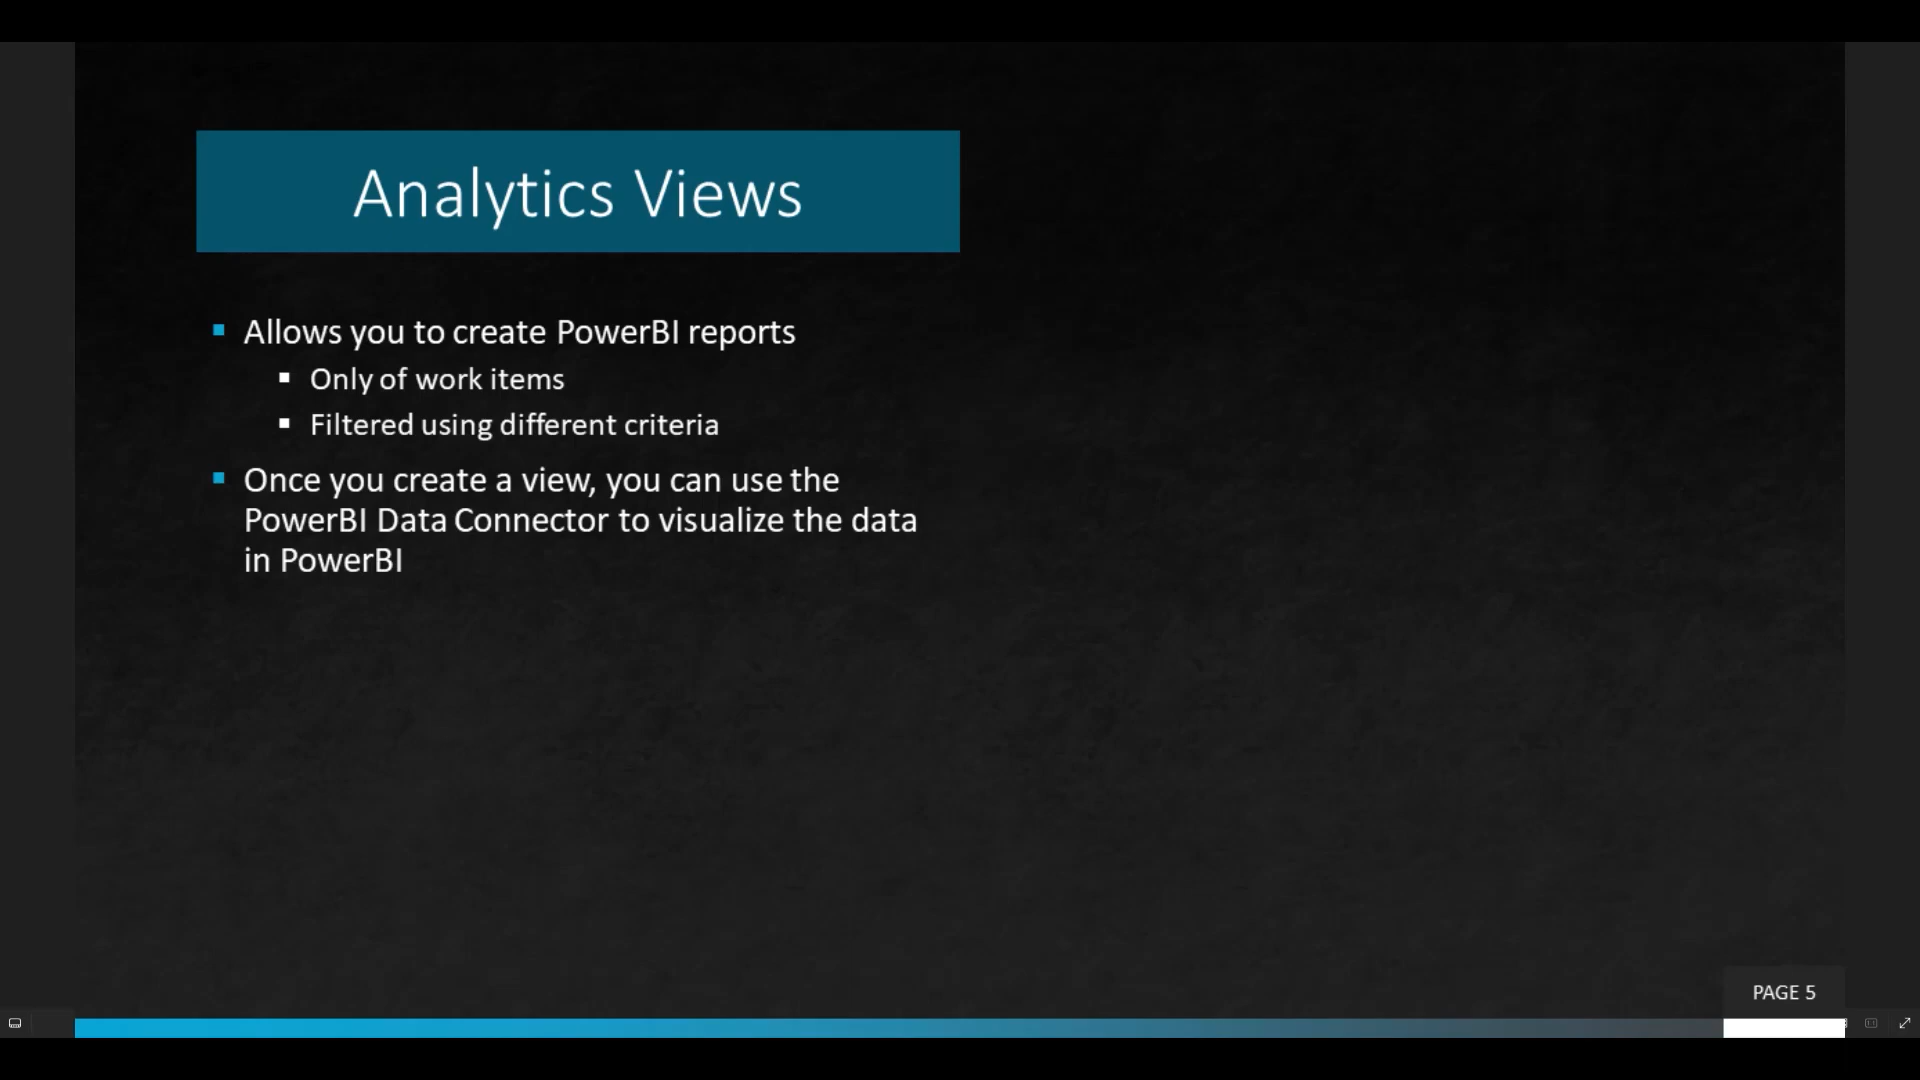 Analytics Views
Allows you to create PowerBI reports
Only of work items
Filtered using different criteria
Once you create a view, you can use the
PowerBI Data Connector to visualize the data
in PowerBI
PAGE 5